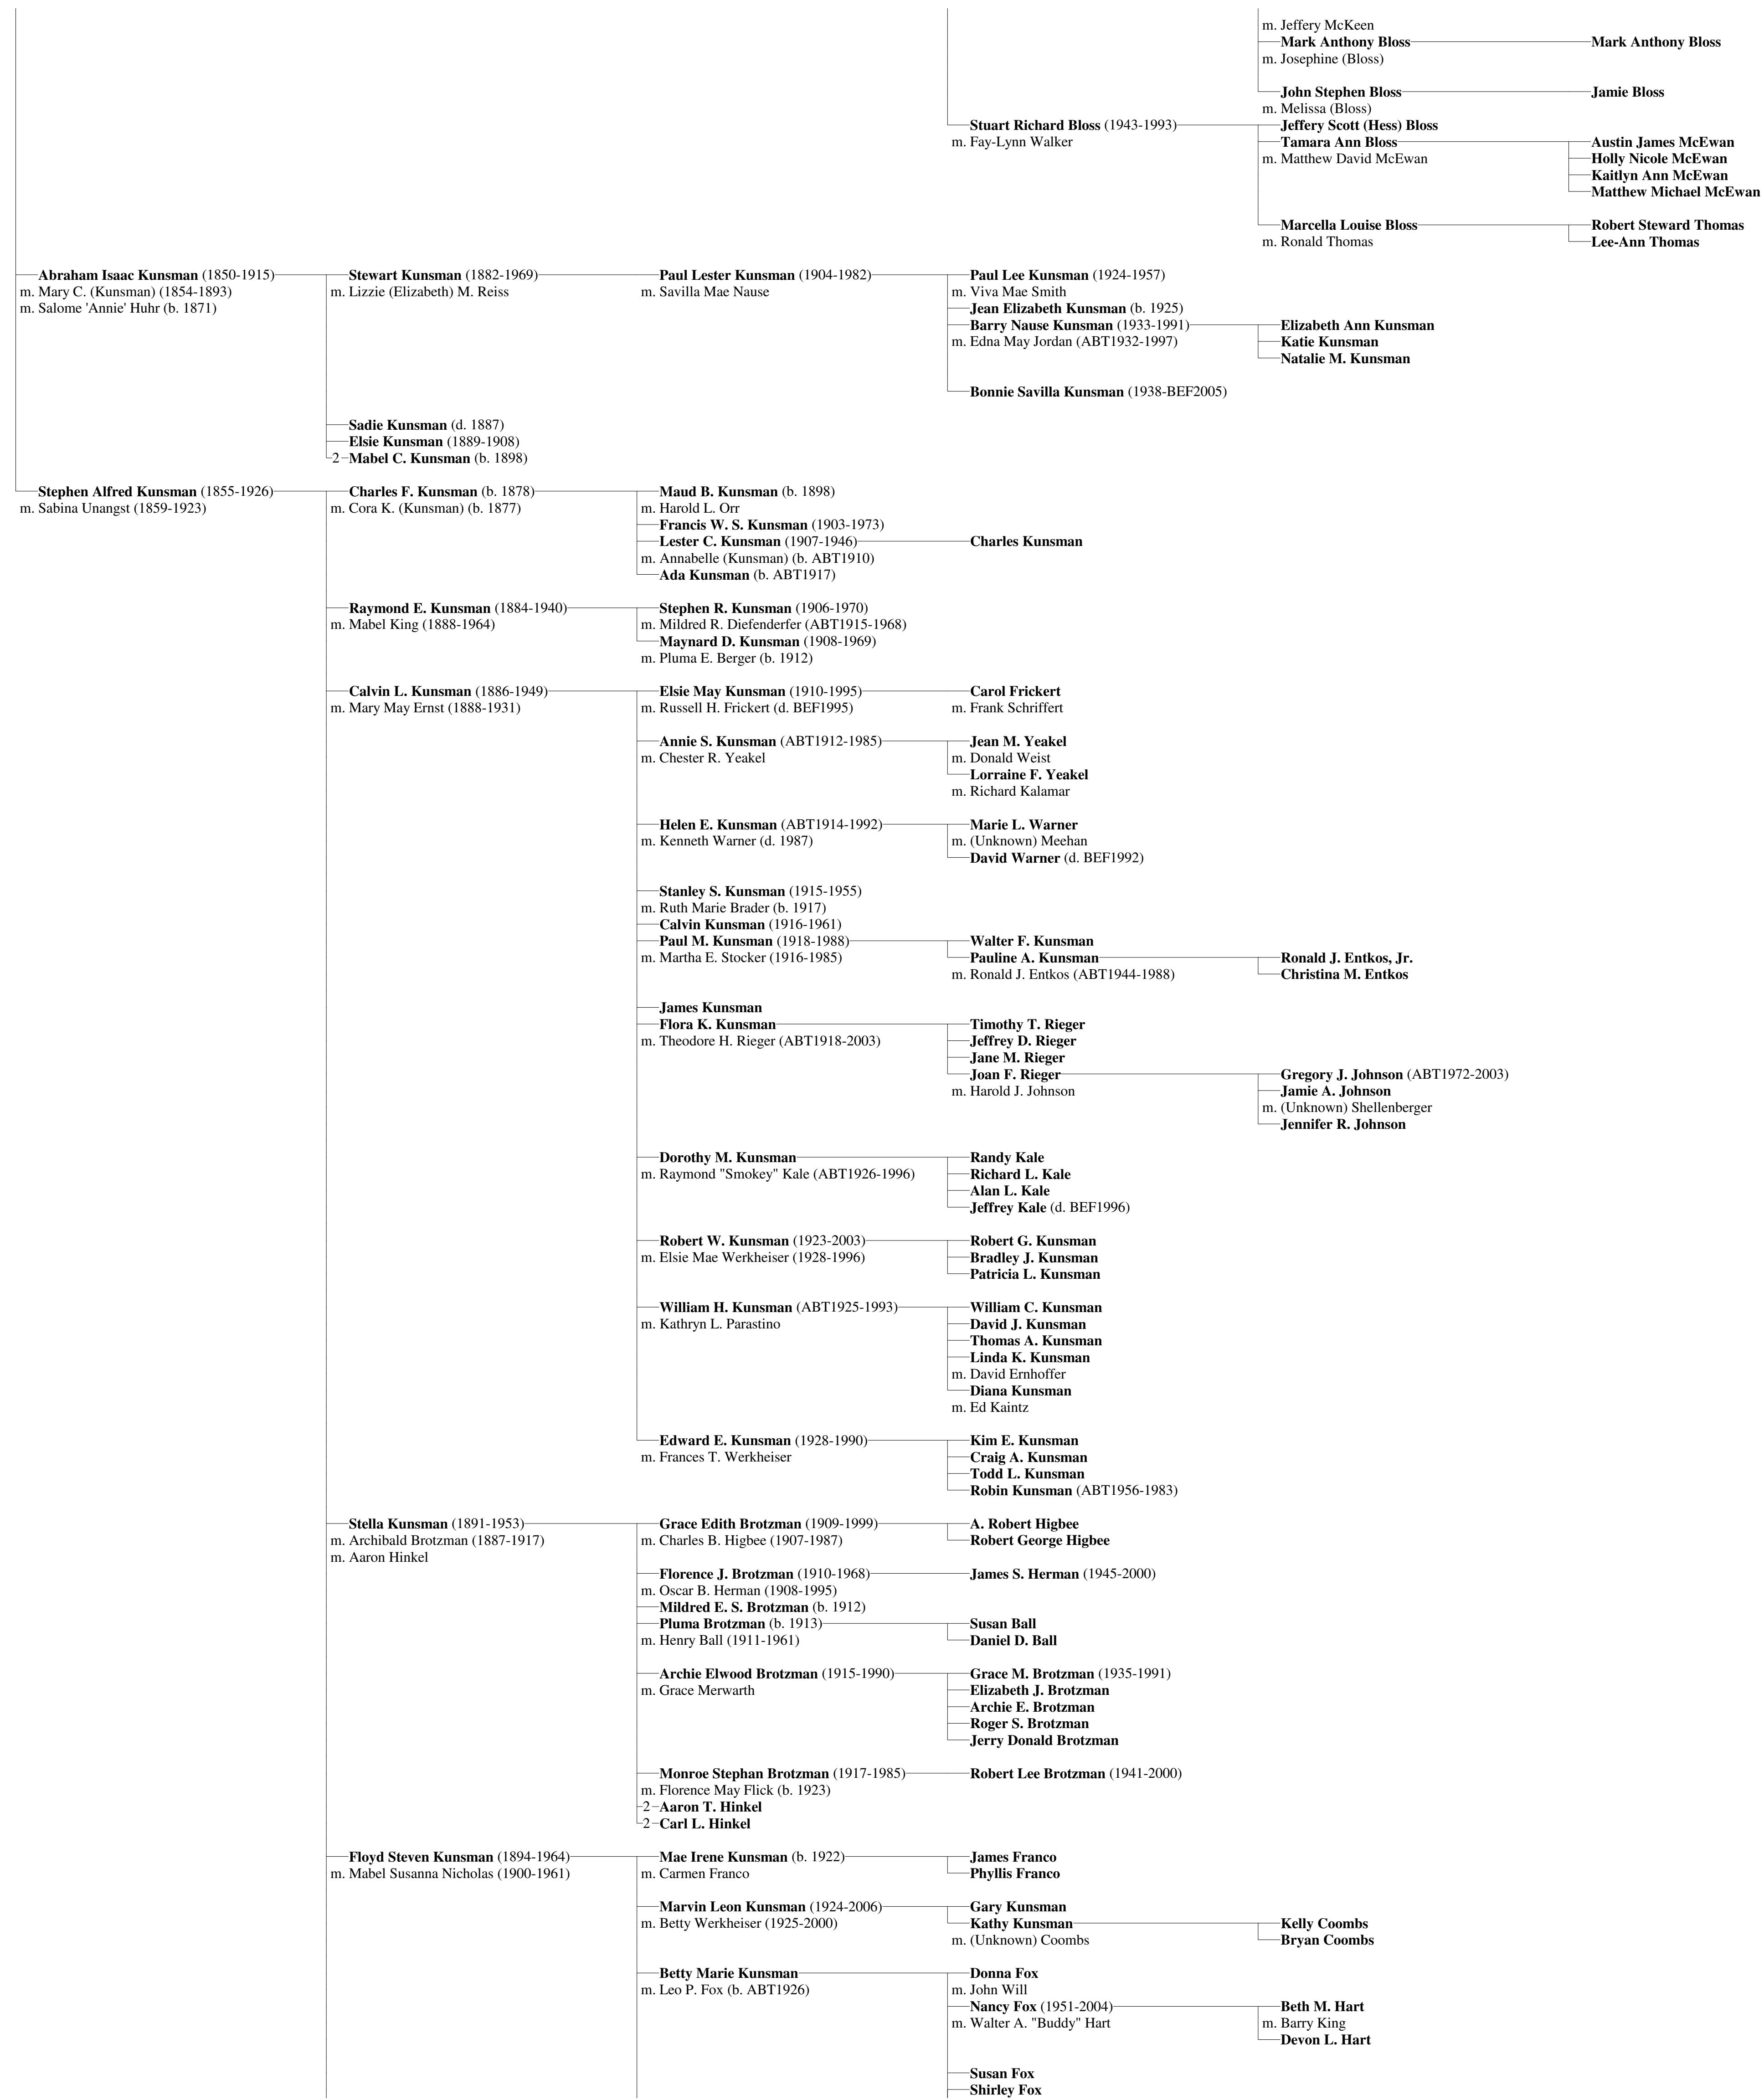 m. Jeffery McKeen
Mark Anthony Bloss Mark Anthony Bloss
m. Josephine (Bloss)
John Stephen Bloss Jamie Bloss
m. Melissa (Bloss)
Stuart Richard Bloss (1943-1993) Jeffery Scott (Hess) Bloss
m. Fay-Lynn Walker Tamara Ann Bloss Austin James McEwan
m. Matthew David McEwan Holly Nicole McEwan
Kaitlyn Ann McEwan
Matthew Michael McEwan
Marcella Louise Bloss Robert Steward Thomas
m. Ronald Thomas Lee-Ann Thomas
Abraham Isaac Kunsman (1850-1915) Stewart Kunsman (1882-1969) Paul Lester Kunsman (1904-1982) Paul Lee Kunsman (1924-1957)
m. Mary C. (Kunsman) (1854-1893) m. Lizzie (Elizabeth) M. Reiss m. Savilla Mae Nause m. Viva Mae Smith
m. Salome 'Annie' Huhr (b. 1871) Jean Elizabeth Kunsman (b. 1925)
Barry Nause Kunsman (1933-1991) Elizabeth Ann Kunsman
m. Edna May Jordan (ABT1932-1997) Katie Kunsman
Natalie M. Kunsman
Bonnie Savilla Kunsman (1938-BEF2005)
Sadie Kunsman (d. 1887)
Elsie Kunsman (1889-1908)
2 Mabel C. Kunsman (b. 1898)
Stephen Alfred Kunsman (1855-1926) Charles F. Kunsman (b. 1878) Maud B. Kunsman (b. 1898)
m. Sabina Unangst (1859-1923) m. Cora K. (Kunsman) (b. 1877) m. Harold L. Orr
Francis W. S. Kunsman (1903-1973)
Lester C. Kunsman (1907-1946) Charles Kunsman
m. Annabelle (Kunsman) (b. ABT1910)
Ada Kunsman (b. ABT1917)
Raymond E. Kunsman (1884-1940) Stephen R. Kunsman (1906-1970)
m. Mabel King (1888-1964) m. Mildred R. Diefenderfer (ABT1915-1968)
Maynard D. Kunsman (1908-1969)
m. Pluma E. Berger (b. 1912)
Calvin L. Kunsman (1886-1949) Elsie May Kunsman (1910-1995) Carol Frickert
m. Mary May Ernst (1888-1931) m. Russell H. Frickert (d. BEF1995) m. Frank Schriffert
Annie S. Kunsman (ABT1912-1985) Jean M. Yeakel
m. Chester R. Yeakel m. Donald Weist
Lorraine F. Yeakel
m. Richard Kalamar
Helen E. Kunsman (ABT1914-1992) Marie L. Warner
m. Kenneth Warner (d. 1987) m. (Unknown) Meehan
David Warner (d. BEF1992)
Stanley S. Kunsman (1915-1955)
m. Ruth Marie Brader (b. 1917)
Calvin Kunsman (1916-1961)
Paul M. Kunsman (1918-1988) Walter F. Kunsman
m. Martha E. Stocker (1916-1985) Pauline A. Kunsman Ronald J. Entkos, Jr.
m. Ronald J. Entkos (ABT1944-1988) Christina M. Entkos
James Kunsman
Flora K. Kunsman Timothy T. Rieger
m. Theodore H. Rieger (ABT1918-2003) Jeffrey D. Rieger
Jane M. Rieger
Joan F. Rieger Gregory J. Johnson (ABT1972-2003)
m. Harold J. Johnson Jamie A. Johnson
m. (Unknown) Shellenberger
Jennifer R. Johnson
Dorothy M. Kunsman Randy Kale
m. Raymond "Smokey" Kale (ABT1926-1996) Richard L. Kale
Alan L. Kale
Jeffrey Kale (d. BEF1996)
Robert W. Kunsman (1923-2003) Robert G. Kunsman
m. Elsie Mae Werkheiser (1928-1996) Bradley J. Kunsman
Patricia L. Kunsman
William H. Kunsman (ABT1925-1993) William C. Kunsman
m. Kathryn L. Parastino David J. Kunsman
Thomas A. Kunsman
Linda K. Kunsman
m. David Ernhoffer
Diana Kunsman
m. Ed Kaintz
Edward E. Kunsman (1928-1990) Kim E. Kunsman
m. Frances T. Werkheiser Craig A. Kunsman
Todd L. Kunsman
Robin Kunsman (ABT1956-1983)
Stella Kunsman (1891-1953) Grace Edith Brotzman (1909-1999) A. Robert Higbee
m. Archibald Brotzman (1887-1917) m. Charles B. Higbee (1907-1987) Robert George Higbee
m. Aaron Hinkel
Florence J. Brotzman (1910-1968) James S. Herman (1945-2000)
m. Oscar B. Herman (1908-1995)
Mildred E. S. Brotzman (b. 1912)
Pluma Brotzman (b. 1913) Susan Ball
m. Henry Ball (1911-1961) Daniel D. Ball
Archie Elwood Brotzman (1915-1990) Grace M. Brotzman (1935-1991)
m. Grace Merwarth Elizabeth J. Brotzman
Archie E. Brotzman
Roger S. Brotzman
Jerry Donald Brotzman
Monroe Stephan Brotzman (1917-1985) Robert Lee Brotzman (1941-2000)
m. Florence May Flick (b. 1923)
2 Aaron T. Hinkel
2 Carl L. Hinkel
Floyd Steven Kunsman (1894-1964) Mae Irene Kunsman (b. 1922) James Franco
m. Mabel Susanna Nicholas (1900-1961) m. Carmen Franco Phyllis Franco
Marvin Leon Kunsman (1924-2006) Gary Kunsman
m. Betty Werkheiser (1925-2000) Kathy Kunsman Kelly Coombs
m. (Unknown) Coombs Bryan Coombs
Betty Marie Kunsman Donna Fox
m. Leo P. Fox (b. ABT1926) m. John Will
Nancy Fox (1951-2004) Beth M. Hart
m. Walter A. "Buddy" Hart m. Barry King
Devon L. Hart
Susan Fox
Shirley Fox